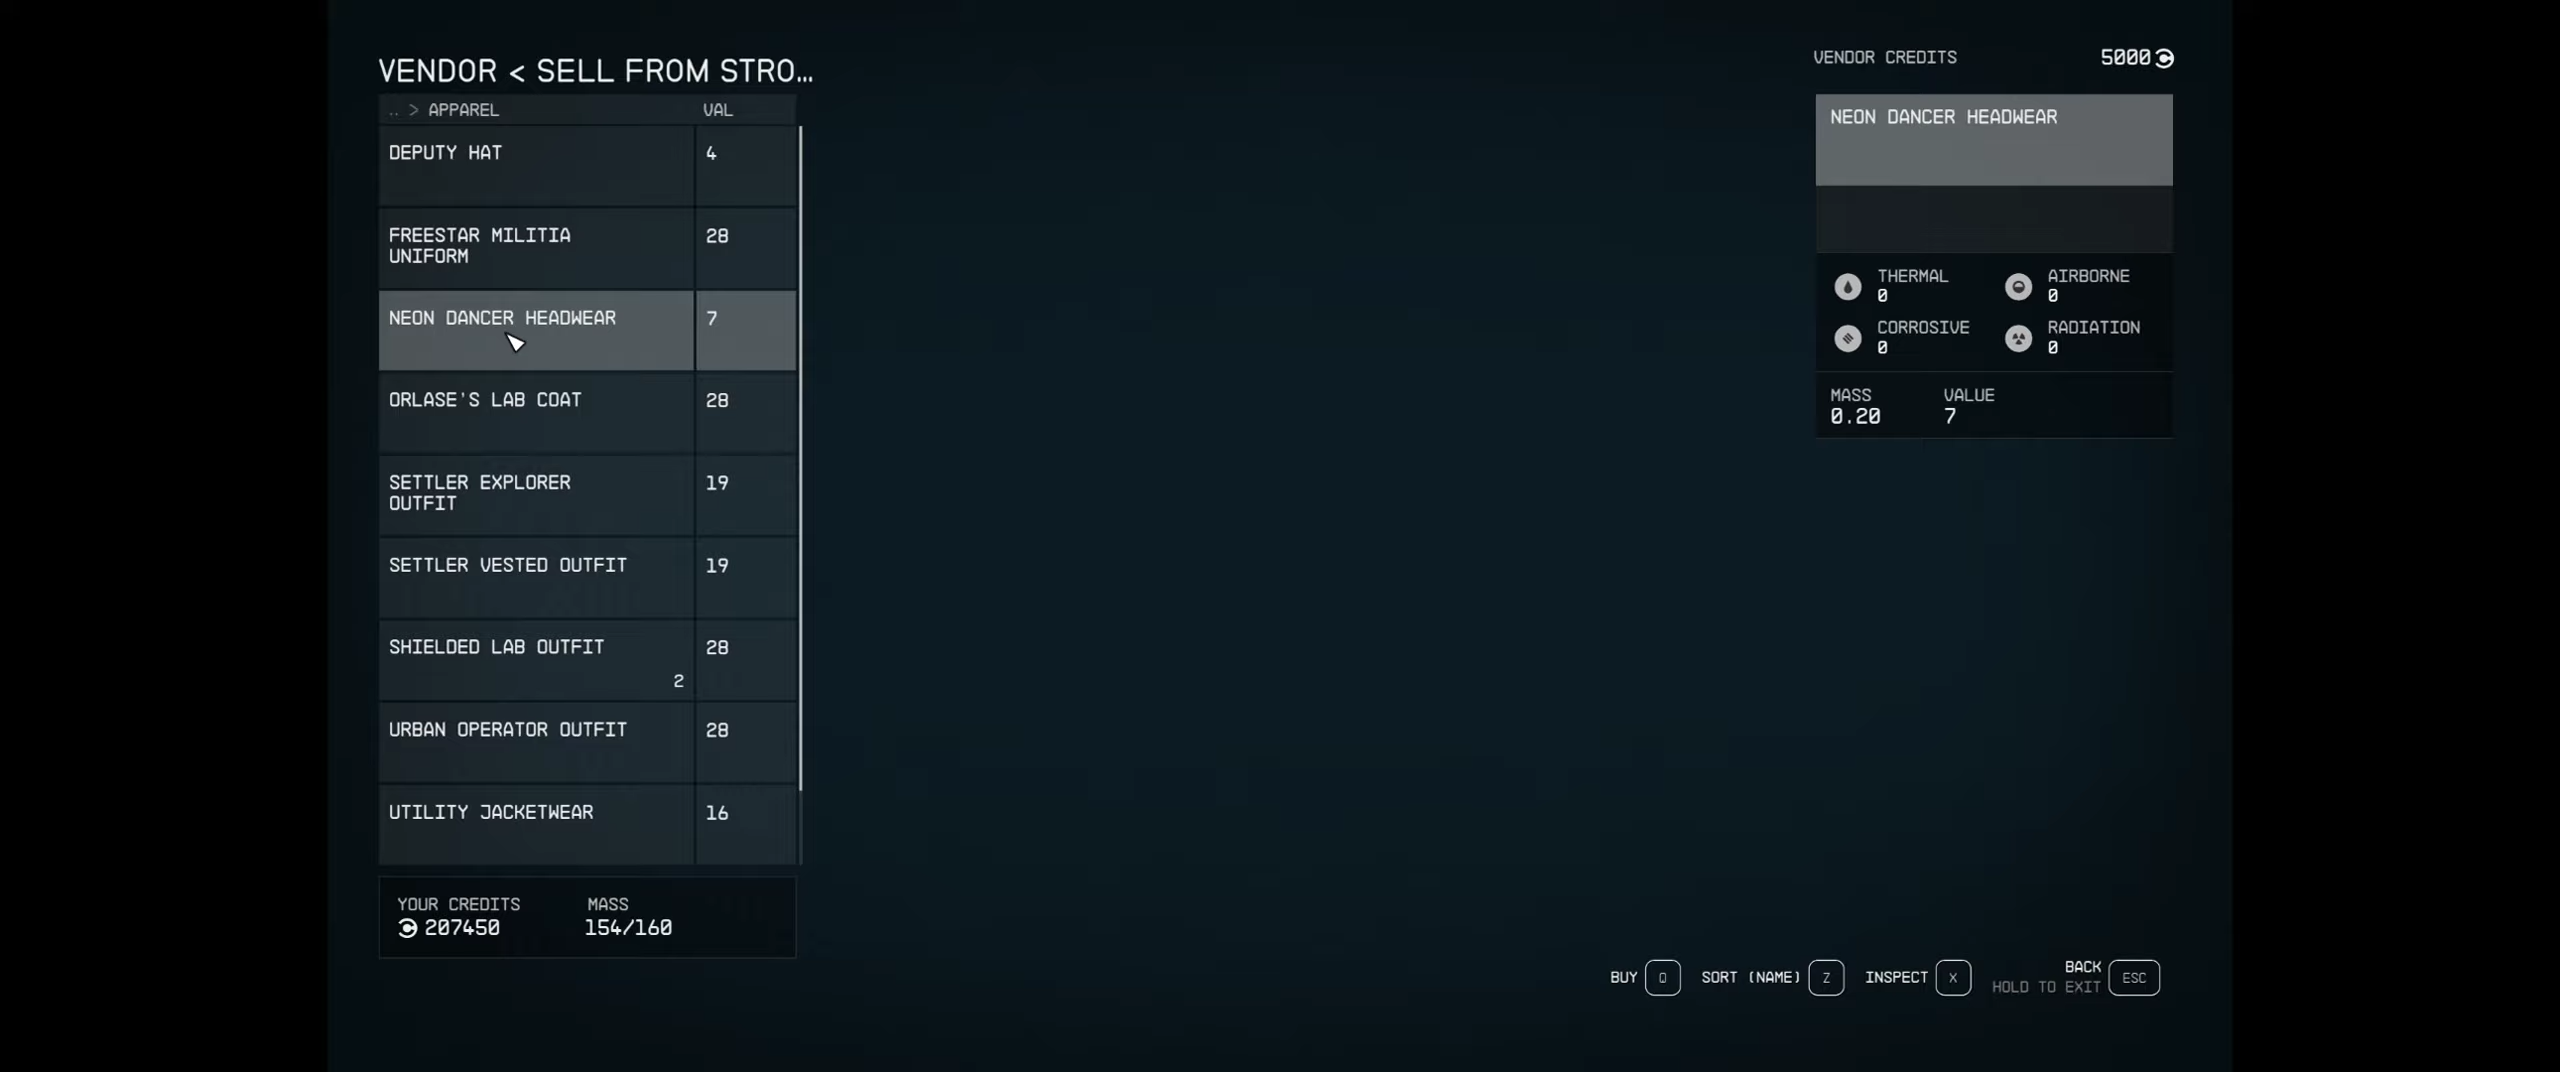 VENDOR < SELL FROM STRO...
.. > APPAREL VAL
DEPUTY HAT 4
FREESTAR MILITIA UNIFORM 28
NEON DANCER HEADWEAR 7
ORLASE'S LAB COAT 28
SETTLER EXPLORER OUTFIT 19
SETTLER VESTED OUTFIT 19
SHIELDED LAB OUTFIT 28
2
URBAN OPERATOR OUTFIT 28
UTILITY JACKETWEAR 16
YOUR CREDITS MASS
207450 154/160
VENDOR CREDITS 5000
NEON DANCER HEADWEAR
THERMAL AIRBORNE
0 0
CORROSIVE RADIATION
0 0
MASS VALUE
0.20 7
BUY Q SORT (NAME) Z INSPECT X BACK ESC
HOLD TO EXIT